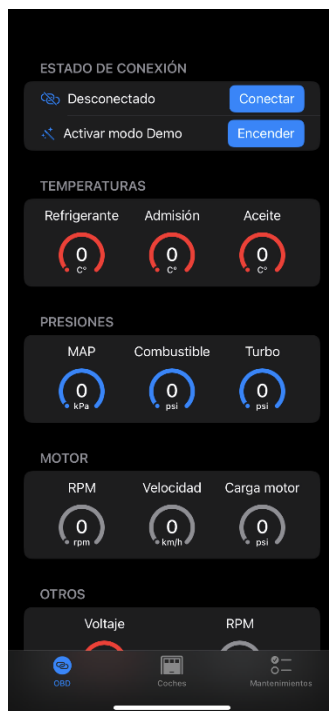 ESTADO DE CONEXIÓN
Desconectado Conectar
Activar modo Demo Encender
TEMPERATURAS
Refrigerante Admisión Aceite
0 0 0
C° C° C°
PRESIONES
MAP Combustible Turbo
0 0 0
kPa psi psi
MOTOR
RPM Velocidad Carga motor
0 0 0
rpm km/h psi
OTROS
Voltaje RPM
OBD Coches Mantenimientos